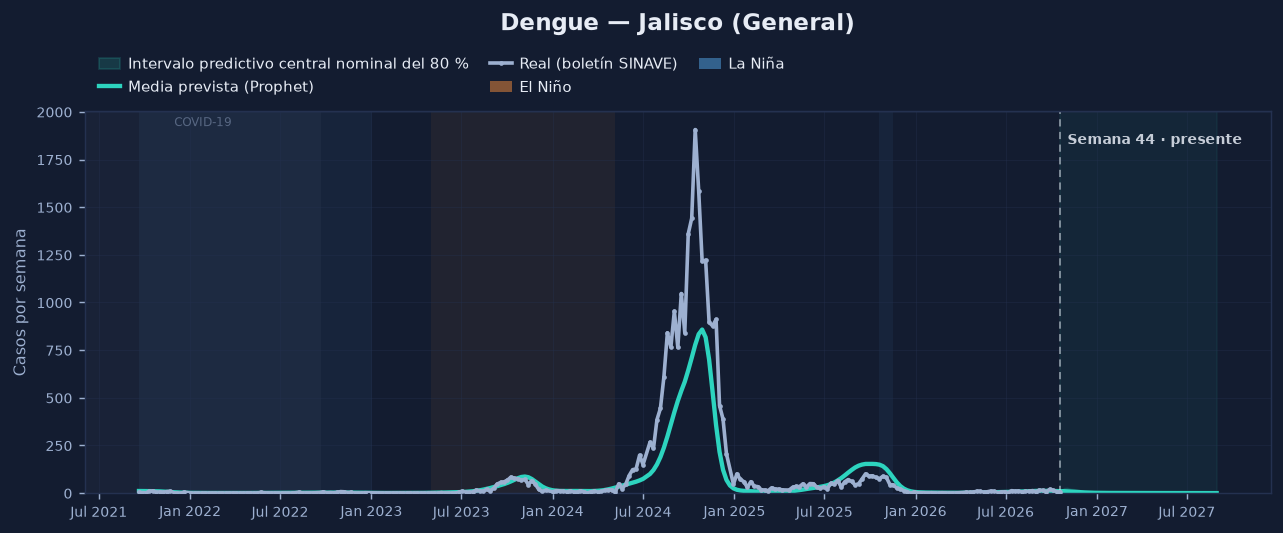 Dengue — Jalisco (General)
Intervalo predictivo central nominal del 80 %
Real (boletín SINAVE)
La Niña
Media prevista (Prophet)
El Niño
COVID-19
Semana 44 · presente
Casos por semana
2000
1750
1500
1250
1000
750
500
250
0
Jul 2021
Jan 2022
Jul 2022
Jan 2023
Jul 2023
Jan 2024
Jul 2024
Jan 2025
Jul 2025
Jan 2026
Jul 2026
Jan 2027
Jul 2027